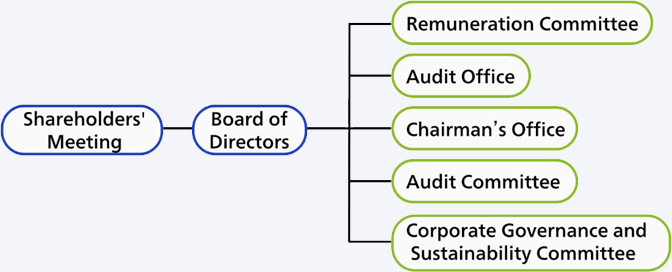 Remuneration Committee
Audit Office
Shareholders'
Meeting
Board of
Directors
Chairman’s Office
Audit Committee
Corporate Governance and
Sustainability Committee